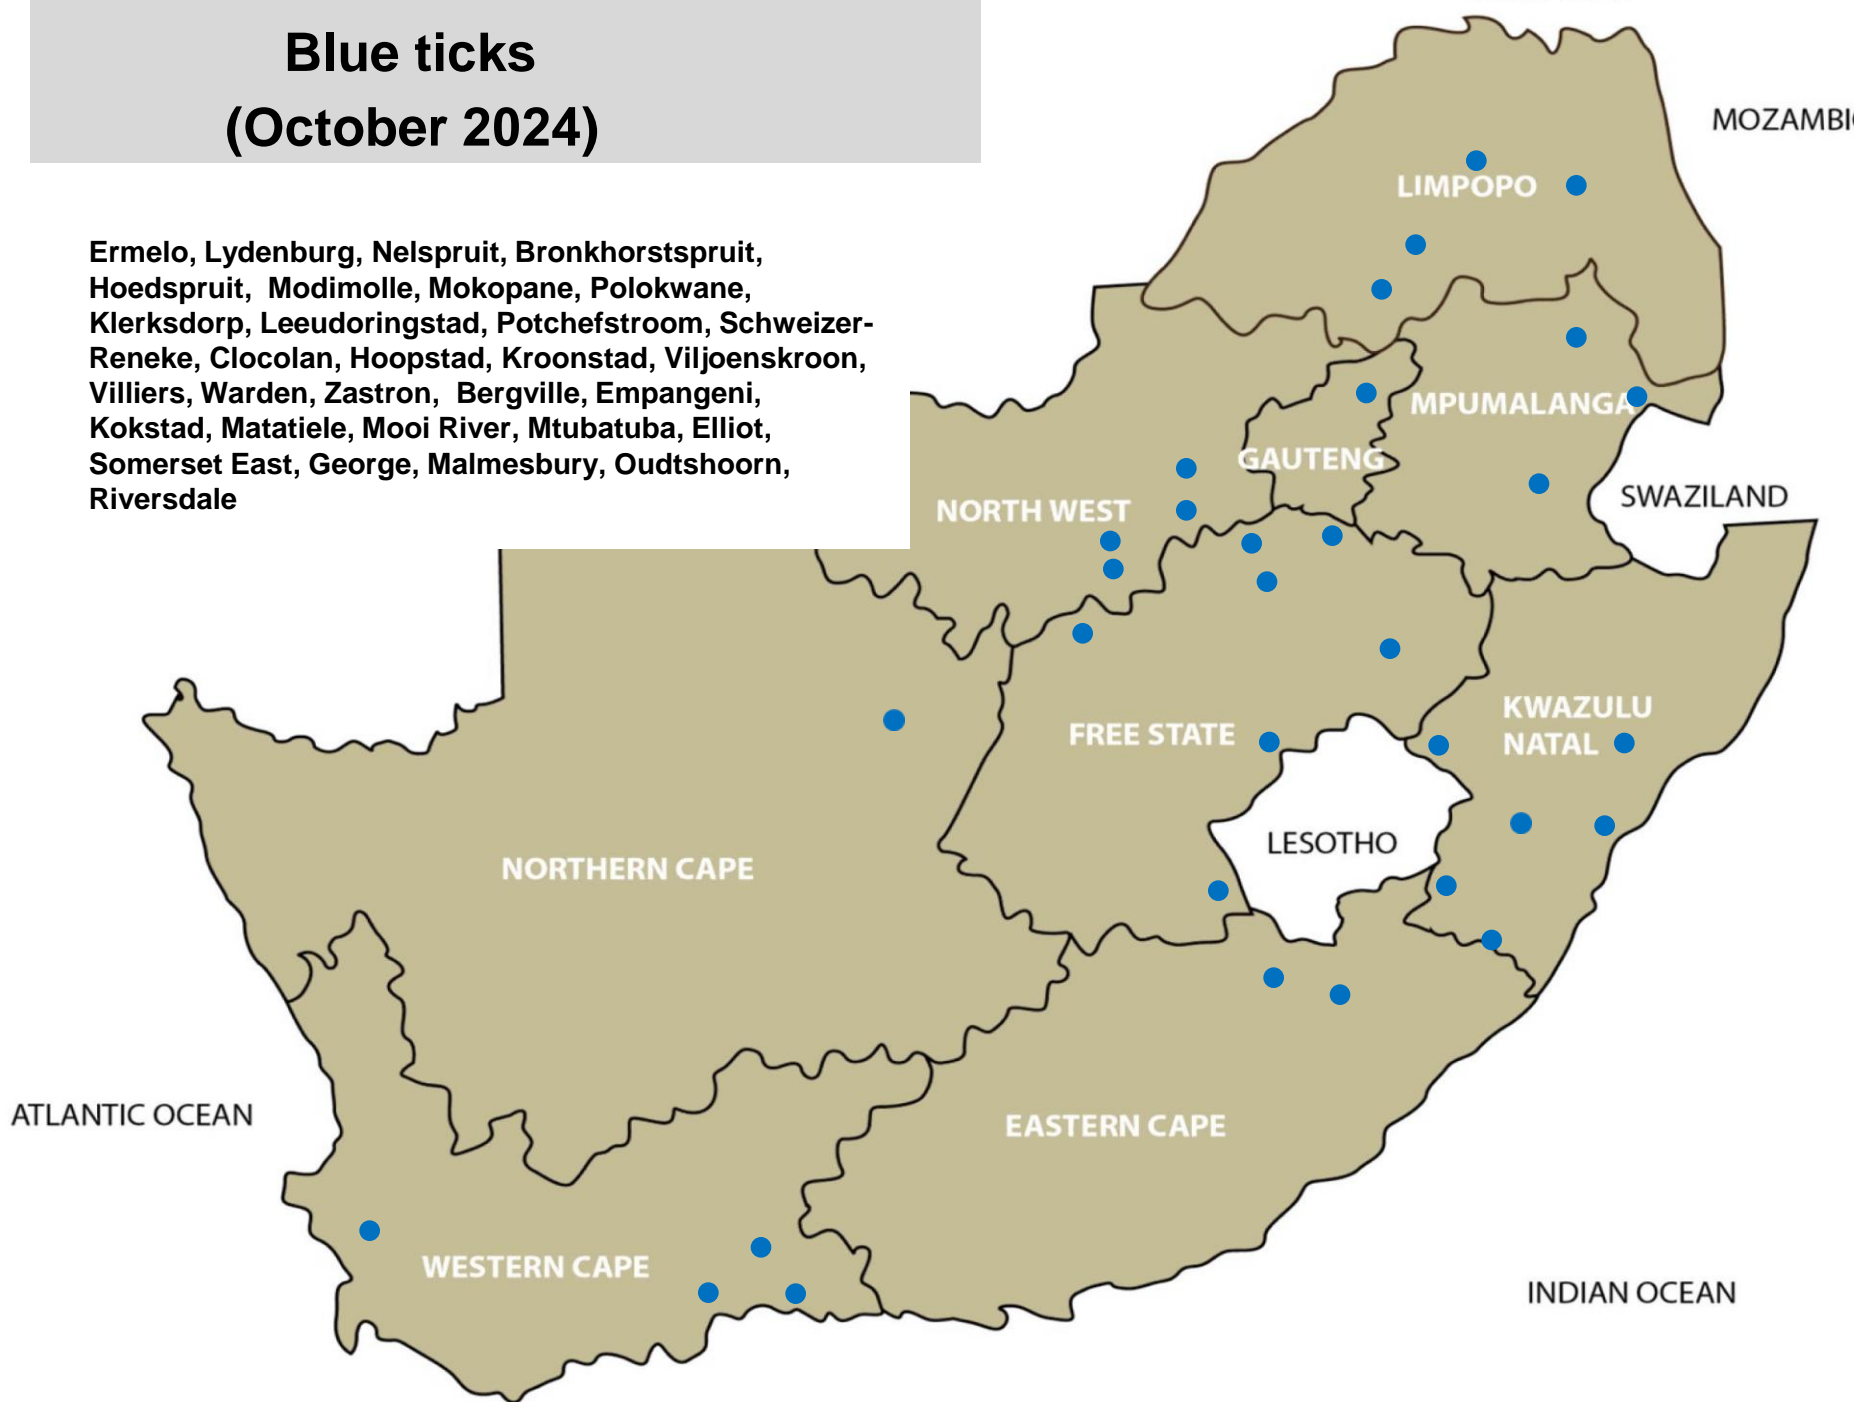 Blue ticks
(October 2024)
Ermelo, Lydenburg, Nelspruit, Bronkhorstspruit,
Hoedspruit, Modimolle, Mokopane, Polokwane,
Klerksdorp, Leeudoringstad, Potchefstroom, Schweizer-
Reneke, Clocolan, Hoopstad, Kroonstad, Viljoenskroon,
Villiers, Warden, Zastron, Bergville, Empangeni,
Kokstad, Matatiele, Mooi River, Mtubatuba, Elliot,
Somerset East, George, Malmesbury, Oudtshoorn,
Riversdale
MOZAMBI
LIMPOPO
MPUMALANGA
GAUTENG
SWAZILAND
NORTH WEST
KWAZULU
NATAL
FREE STATE
LESOTHO
NORTHERN CAPE
ATLANTIC OCEAN
EASTERN CAPE
WESTERN CAPE
INDIAN OCEAN